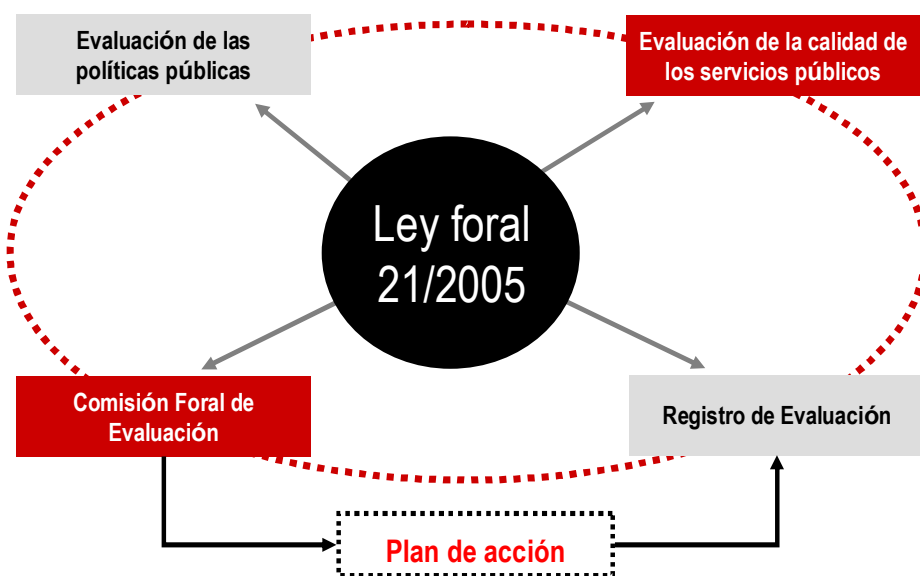 Evaluación de las
políticas públicas
Evaluación de la calidad de
los servicios públicos
Ley foral
21/2005
Comisión Foral de
Evaluación
Registro de Evaluación
Plan de acción